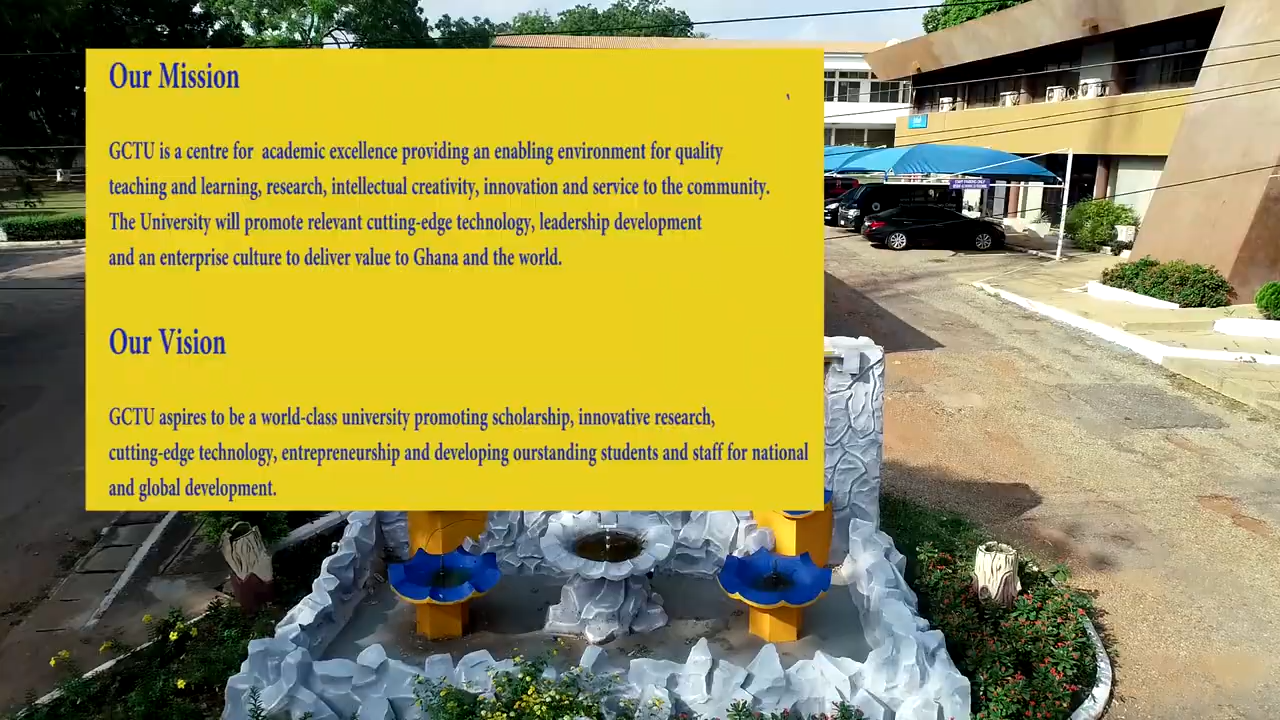 Our Mission
GCTU is a centre for academic excellence providing an enabling environment for quality
teaching and learning, research, intellectual creativity, innovation and service to the community.
The University will promote relevant cutting-edge technology, leadership development
and an enterprise culture to deliver value to Ghana and the world.
Our Vision
GCTU aspires to be a world-class university promoting scholarship, innovative research,
cutting-edge technology, entrepreneurship and developing ourstanding students and staff for national
and global development.